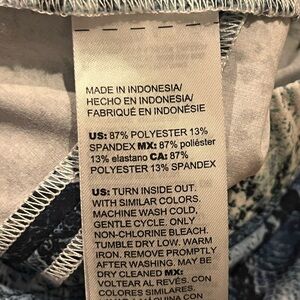 MADE IN INDONESIA/
HECHO EN INDONESIA/
FABRIQUÉ EN INDONÉSIE
US: 87% POLYESTER 13%
SPANDEX MX: 87% poliéster
13% elastano CA: 87%
POLYESTER 13% SPANDEX
US: TURN INSIDE OUT.
WITH SIMILAR COLORS.
MACHINE WASH COLD,
GENTLE CYCLE. ONLY
NON-CHLORINE BLEACH.
TUMBLE DRY LOW. WARM
IRON. REMOVE PROMPTLY
AFTER WASHING. MAY BE
DRY CLEANED MX:
VOLTEAR AL REVÉS. CON
COLORES SIMILARES.
LAVAR A MÁQUINA CON